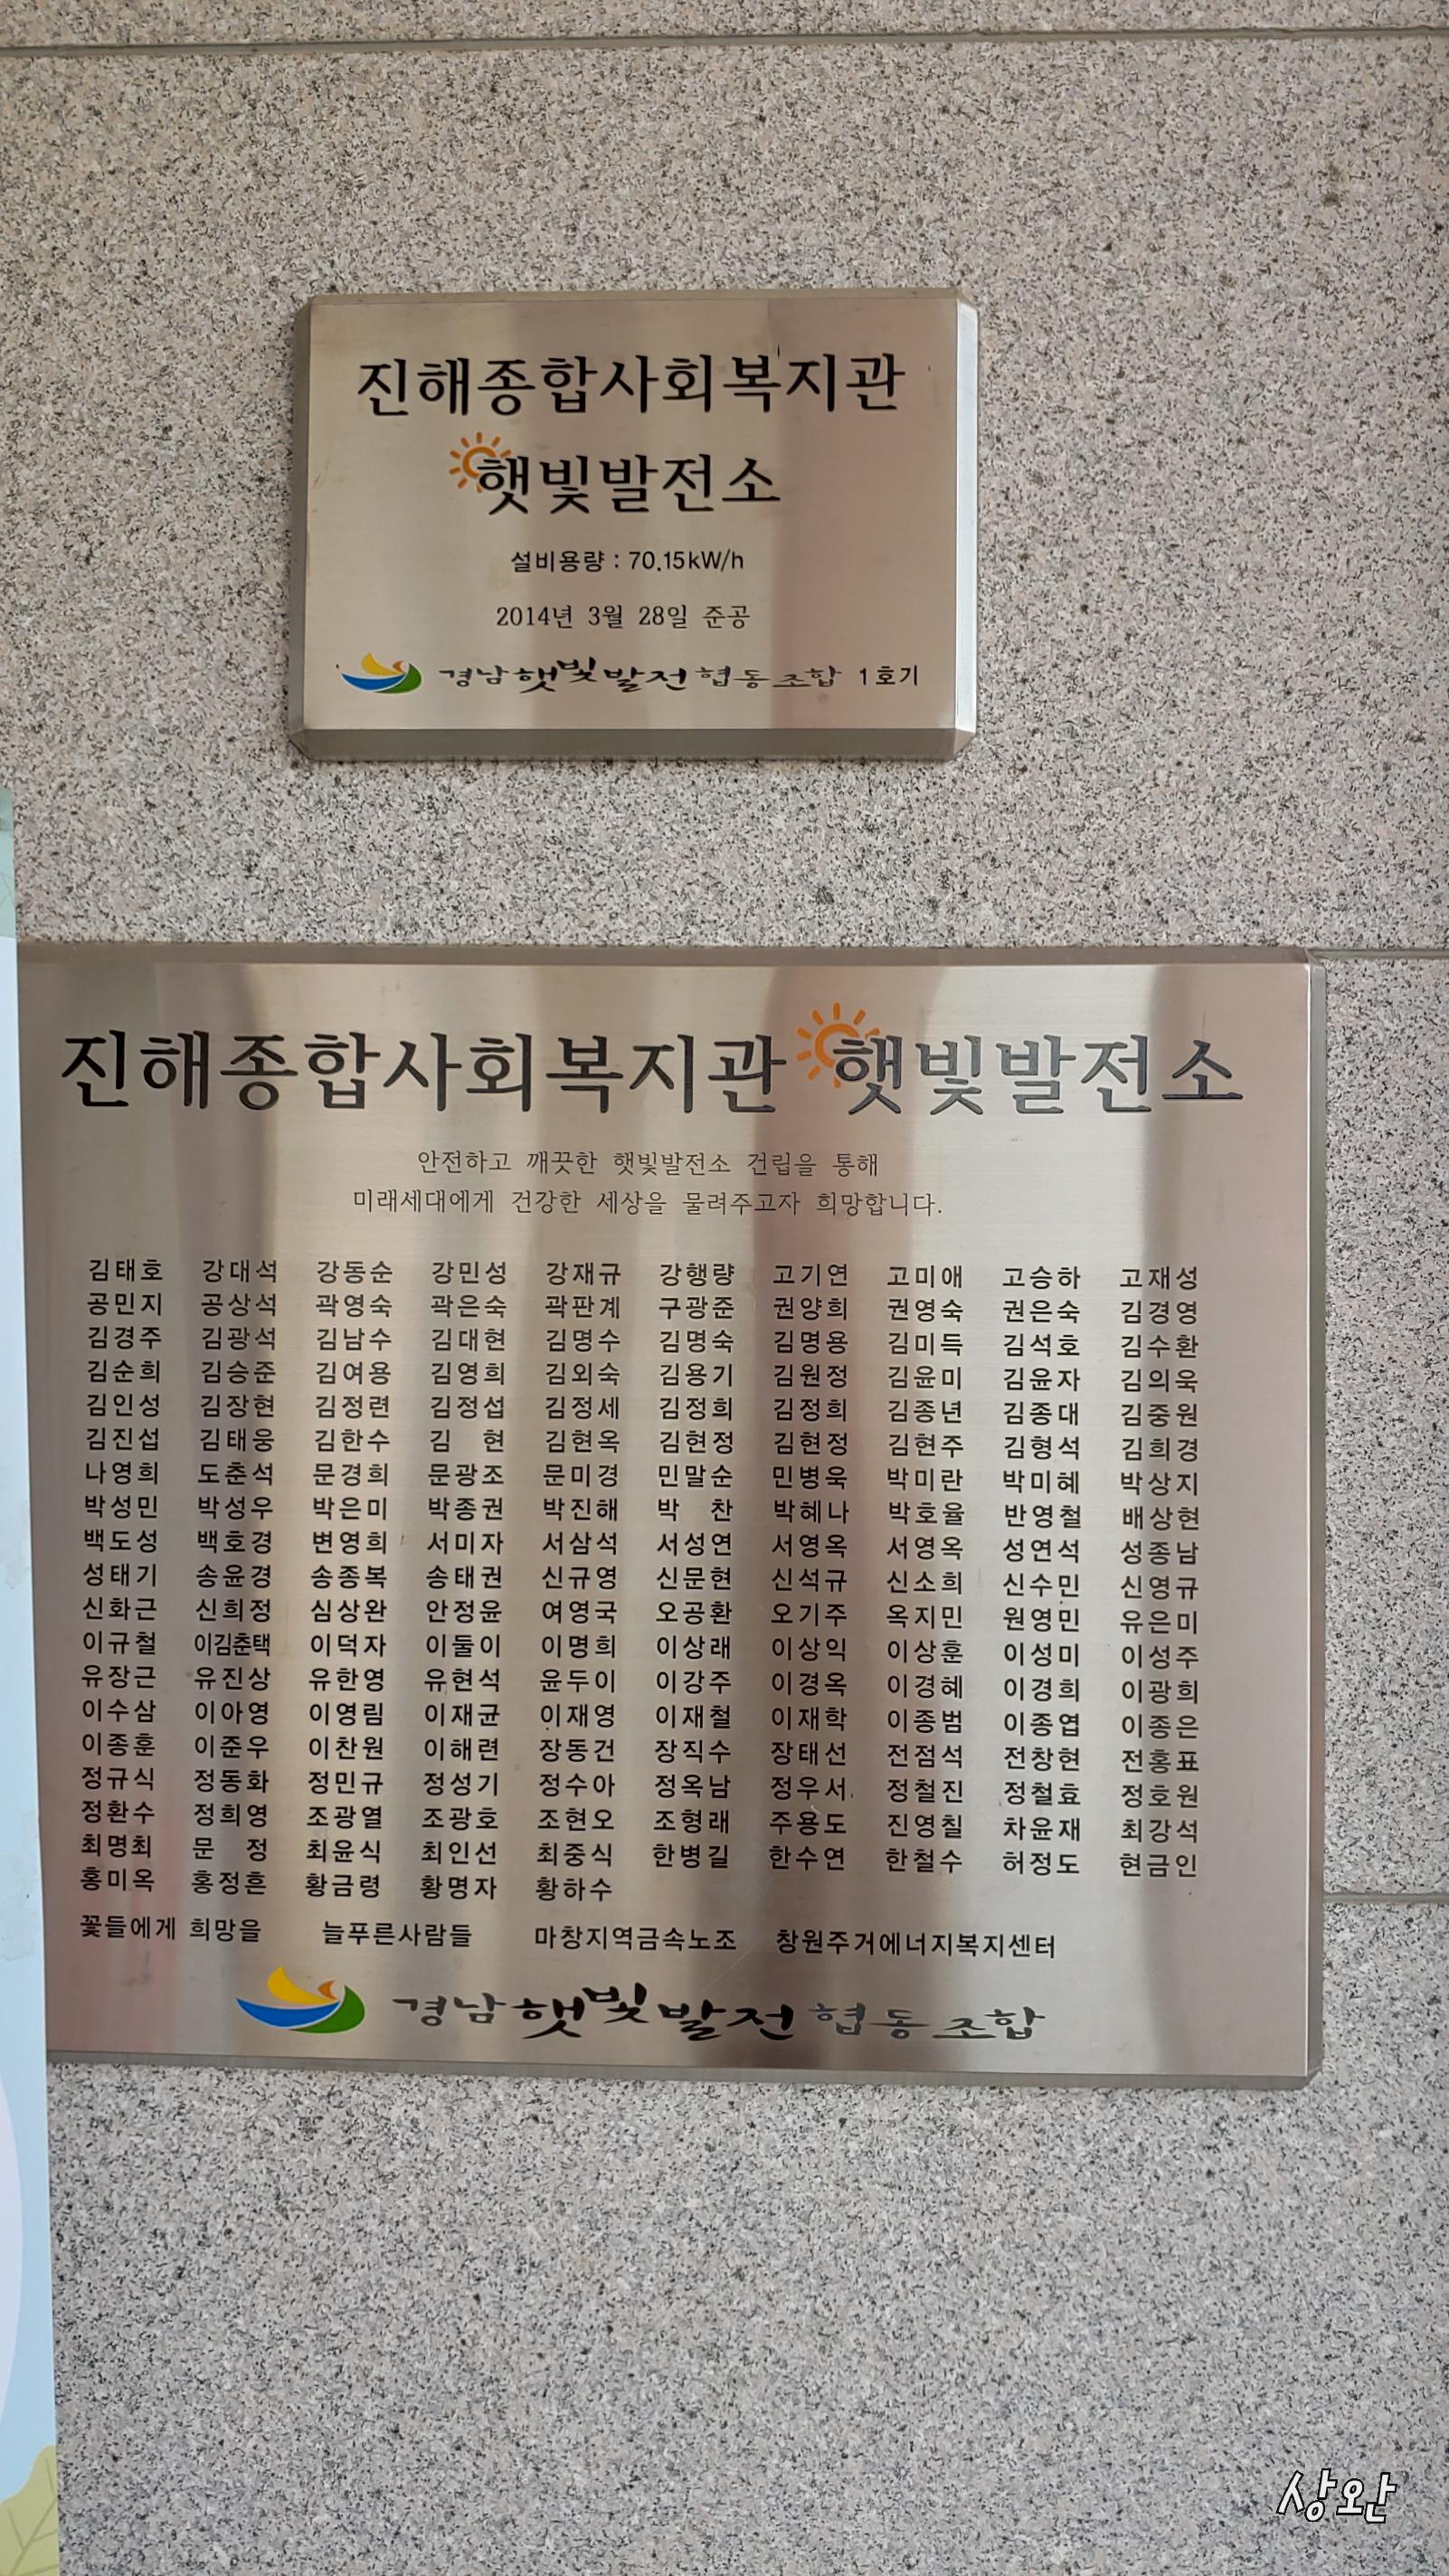 진해종합사회복지관
햇빛발전소
설비용량 : 70.15kW/h
2014년 3월 28일 준공
경남햇빛발전협동조합 1호기
진해종합사회복지관 햇빛발전소
안전하고 깨끗한 햇빛발전소 건립을 통해
미래세대에게 건강한 세상을 물려주고자 희망합니다.
김태호 강대석 강동순 강민성 강재규 강행량 고기연 고미애 고승하 고재성
공민지 공상석 곽영숙 곽은숙 곽판계 구광준 권양희 권영숙 권은숙 김경영
김경주 김광석 김남수 김대현 김명수 김명숙 김명용 김미득 김석호 김수환
김순희 김승준 김여용 김영희 김외숙 김용기 김원정 김윤미 김윤자 김의욱
김인성 김장현 김정련 김정섭 김정세 김정희 김정희 김종년 김종대 김중원
김진섭 김태웅 김한수 김 현 김현옥 김현정 김현정 김현주 김형석 김희경
나영희 도춘석 문경희 문광조 문미경 민말순 민병욱 박미란 박미혜 박상지
박성민 박성우 박은미 박종권 박진해 박 찬 박혜나 박호율 반영철 배상현
백도성 백호경 변영희 서미자 서삼석 서성연 서영옥 서영옥 성연석 성종남
성태기 송윤경 송종복 송태권 신규영 신문현 신석규 신소희 신수민 신영규
신화근 신희정 심상완 안정윤 여영국 오공환 오기주 옥지민 원영민 유은미
이규철 이김춘택 이덕자 이둘이 이명희 이상래 이상익 이상훈 이성미 이성주
유장근 유진상 유한영 유현석 윤두이 이강주 이경옥 이경혜 이경희 이광희
이수삼 이아영 이영림 이재균 이재영 이재철 이재학 이종범 이종엽 이종은
이종훈 이준우 이찬원 이해련 장동건 장직수 장태선 전점석 전창현 전홍표
정규식 정동화 정민규 정성기 정수아 정옥남 정우서 정철진 정철효 정호원
정환수 정희영 조광열 조광호 조현오 조형래 주용도 진영칠 차윤재 최강석
최명최 문 정 최윤식 최인선 최중식 한병길 한수연 한철수 허정도 현금인
홍미옥 홍정흔 황금령 황명자 황하수
꽃들에게 희망을 늘푸른사람들 마창지역금속노조 창원주거에너지복지센터
경남햇빛발전협동조합
상완